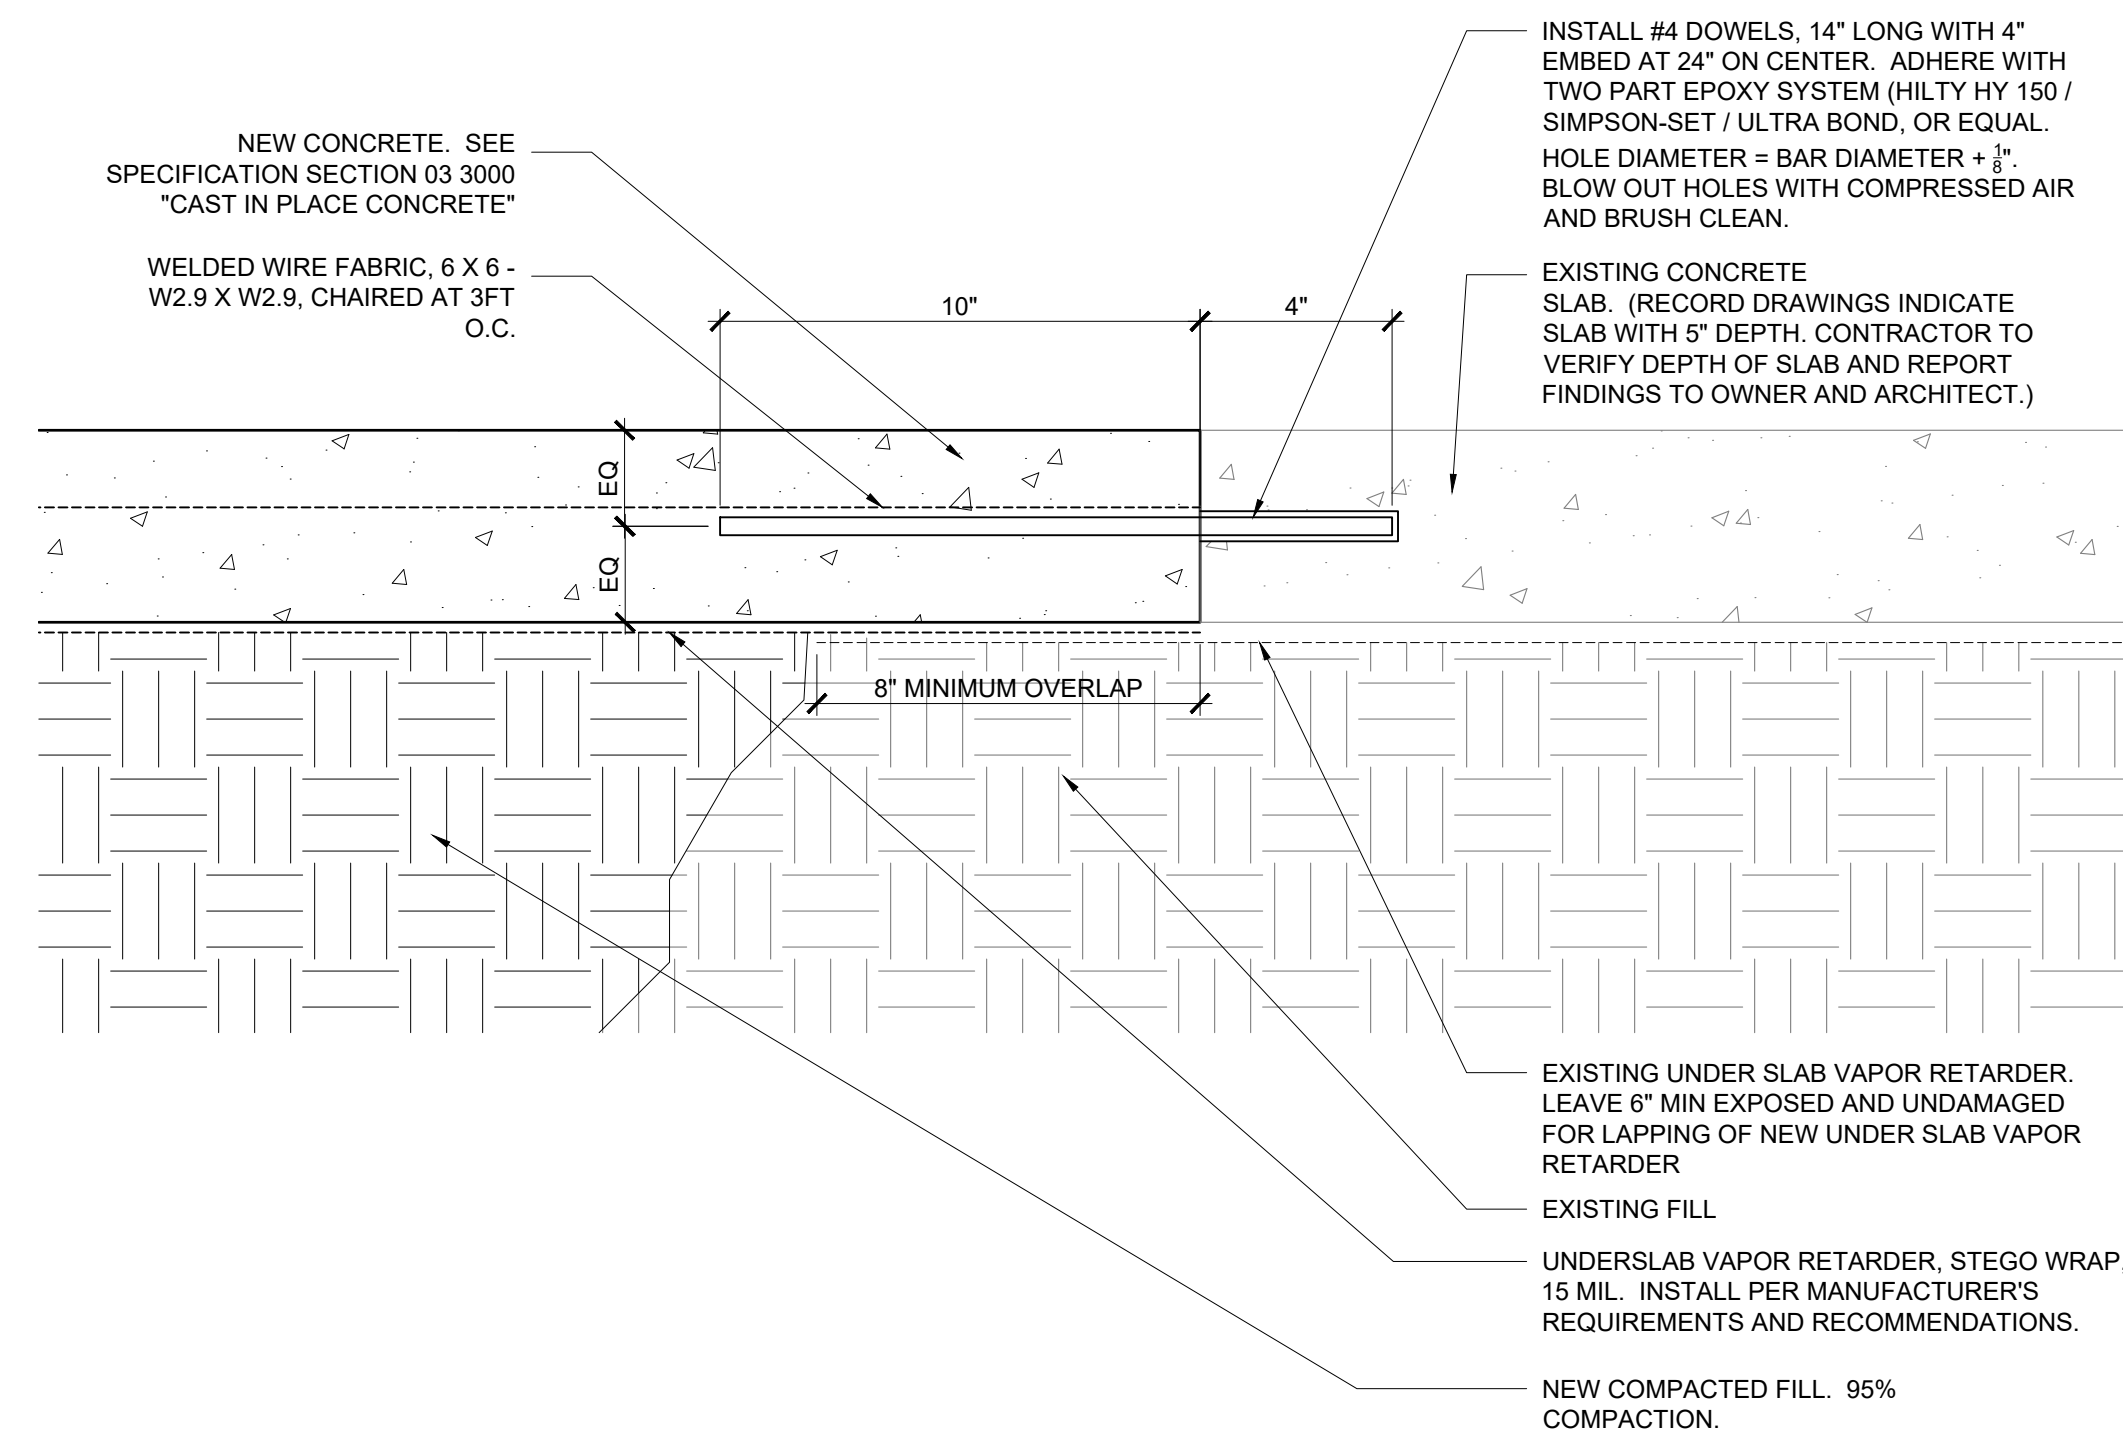 INSTALL #4 DOWELS, 14" LONG WITH 4"
EMBED AT 24" ON CENTER. ADHERE WITH
TWO PART EPOXY SYSTEM (HILTY HY 150 /
SIMPSON-SET / ULTRA BOND, OR EQUAL.
HOLE DIAMETER = BAR DIAMETER + 1/8".
BLOW OUT HOLES WITH COMPRESSED AIR
AND BRUSH CLEAN.
NEW CONCRETE. SEE
SPECIFICATION SECTION 03 3000
"CAST IN PLACE CONCRETE"
WELDED WIRE FABRIC, 6 X 6 -
W2.9 X W2.9, CHAIRED AT 3FT
O.C.
EXISTING CONCRETE
SLAB. (RECORD DRAWINGS INDICATE
SLAB WITH 5" DEPTH. CONTRACTOR TO
VERIFY DEPTH OF SLAB AND REPORT
FINDINGS TO OWNER AND ARCHITECT.)
10"
4"
EQ
EQ
8" MINIMUM OVERLAP
EXISTING UNDER SLAB VAPOR RETARDER.
LEAVE 6" MIN EXPOSED AND UNDAMAGED
FOR LAPPING OF NEW UNDER SLAB VAPOR
RETARDER
EXISTING FILL
UNDERSLAB VAPOR RETARDER, STEGO WRAP,
15 MIL. INSTALL PER MANUFACTURER'S
REQUIREMENTS AND RECOMMENDATIONS.
NEW COMPACTED FILL. 95%
COMPACTION.